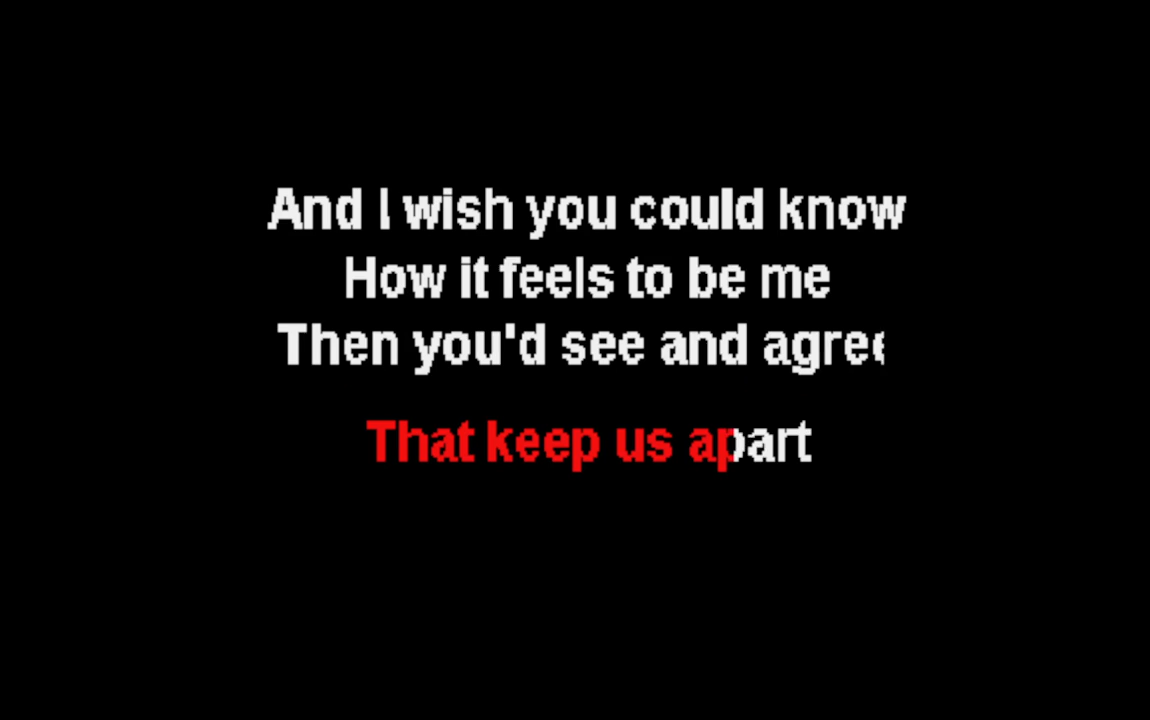 And I wish you could know
How it feels to be me
Then you'd see and agree
That keep us apart